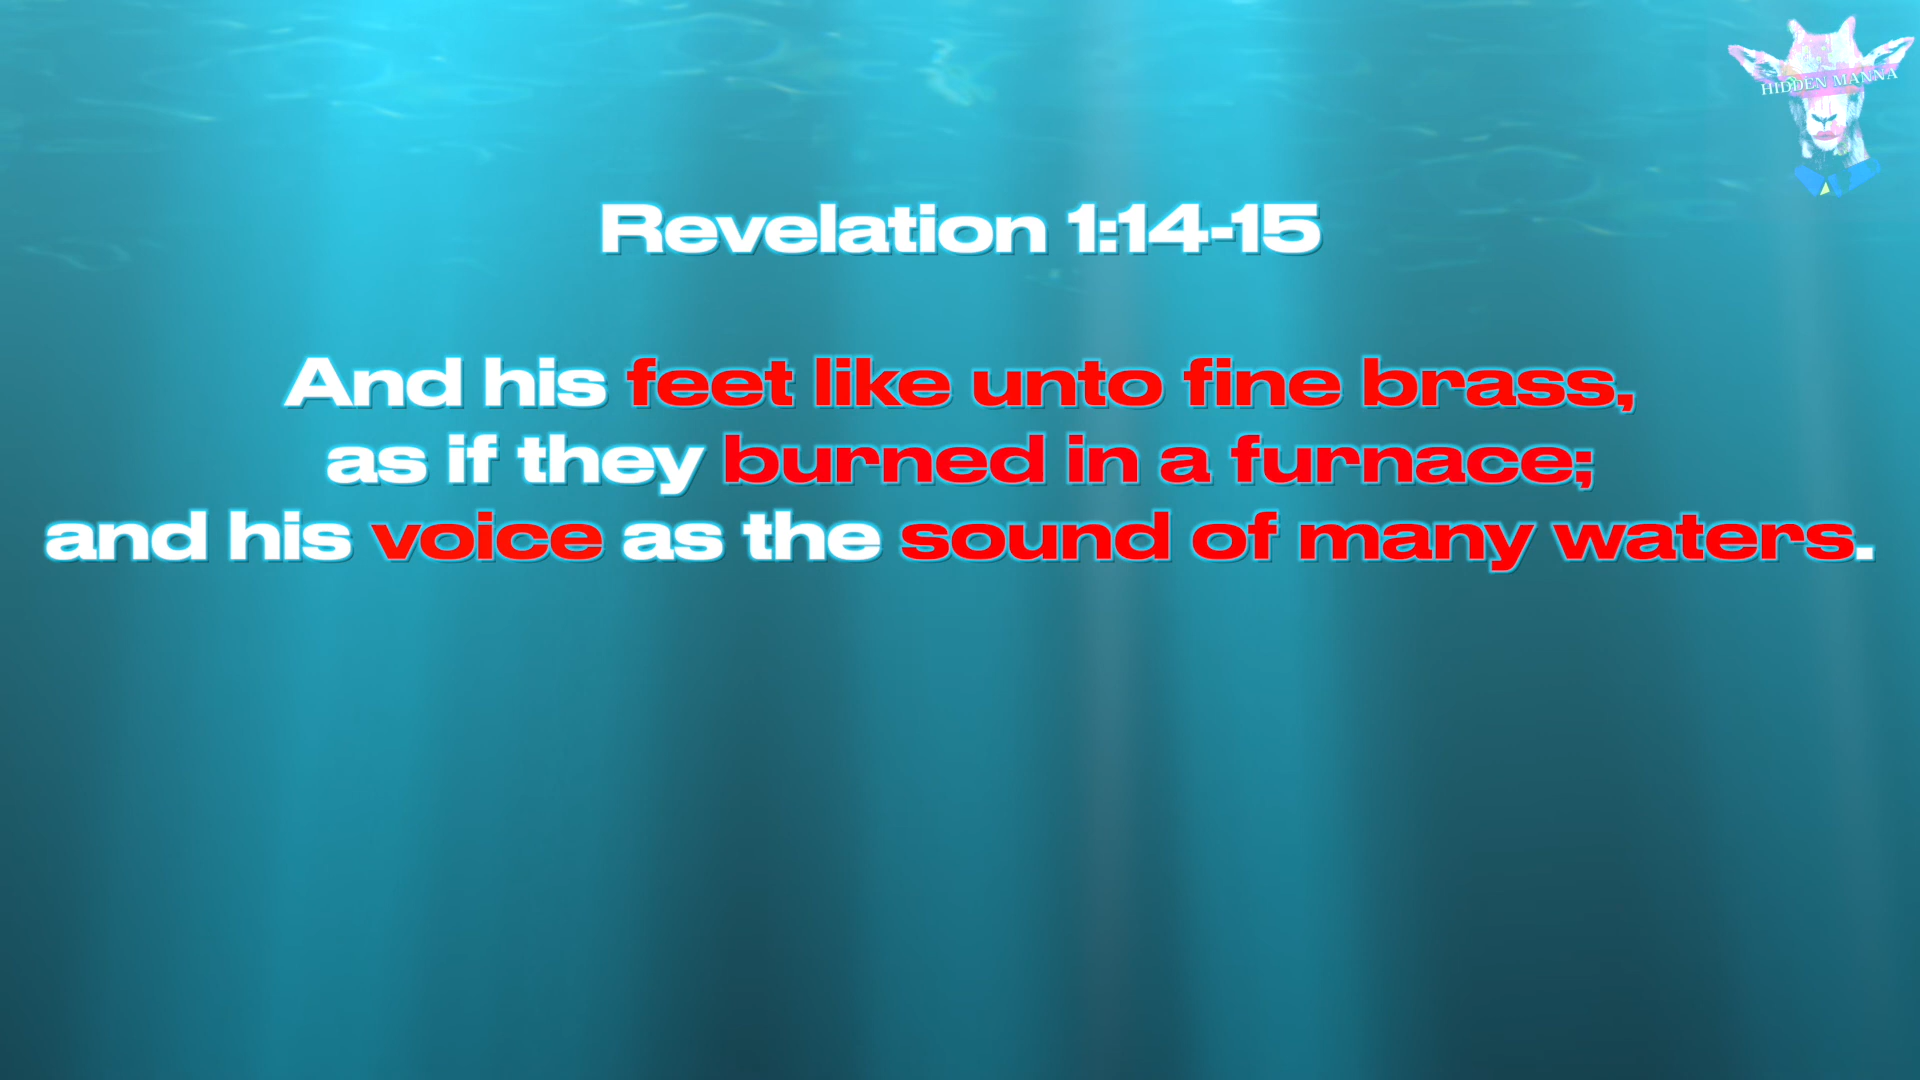 HIDDEN MANNA
Revelation 1:14-15
And his feet like unto fine brass,
as if they burned in a furnace;
and his voice as the sound of many waters.